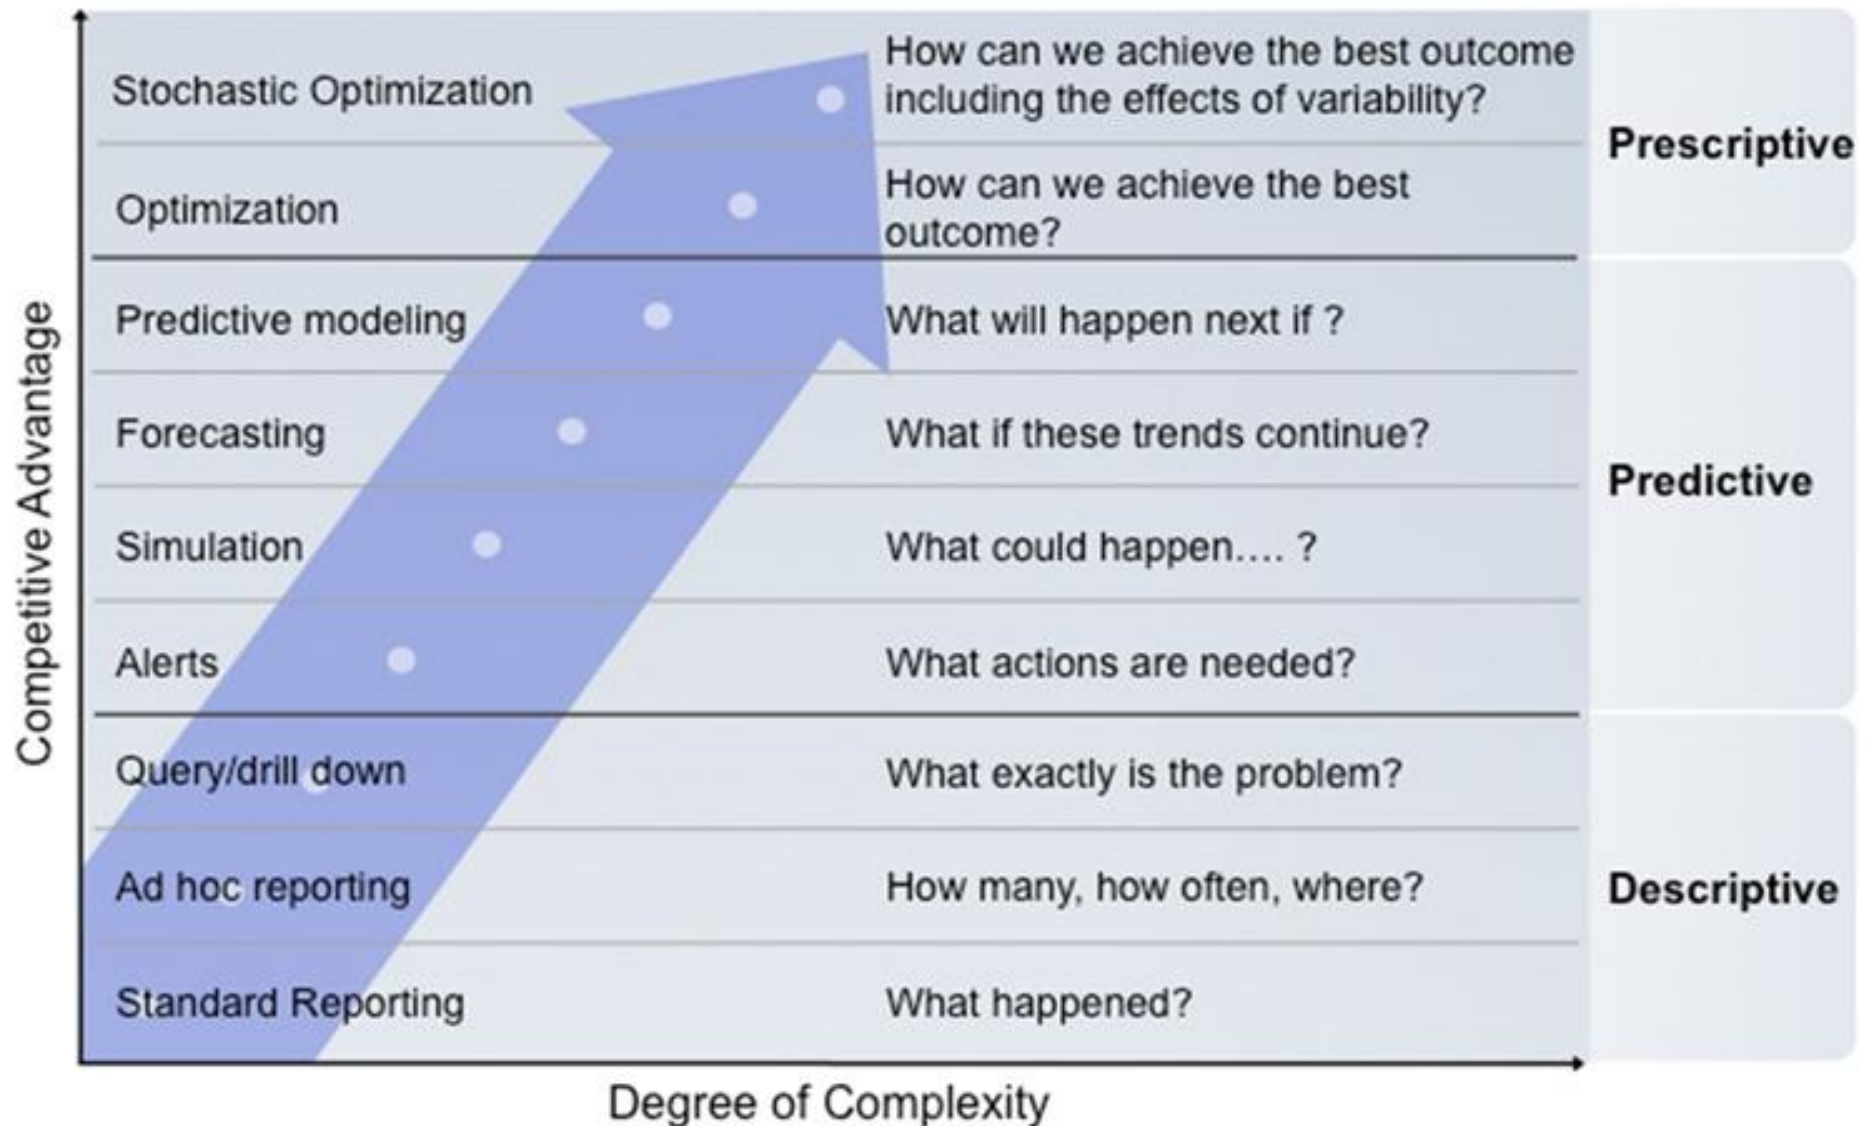 Stochastic Optimization
How can we achieve the best outcome
including the effects of variability?
Prescriptive
Optimization
How can we achieve the best
outcome?
Predictive modeling
What will happen next if ?
Forecasting
What if these trends continue?
Predictive
Simulation
What could happen.... ?
Alerts
What actions are needed?
Query/drill down
What exactly is the problem?
Ad hoc reporting
How many, how often, where?
Descriptive
Standard Reporting
What happened?
Competitive Advantage
Degree of Complexity